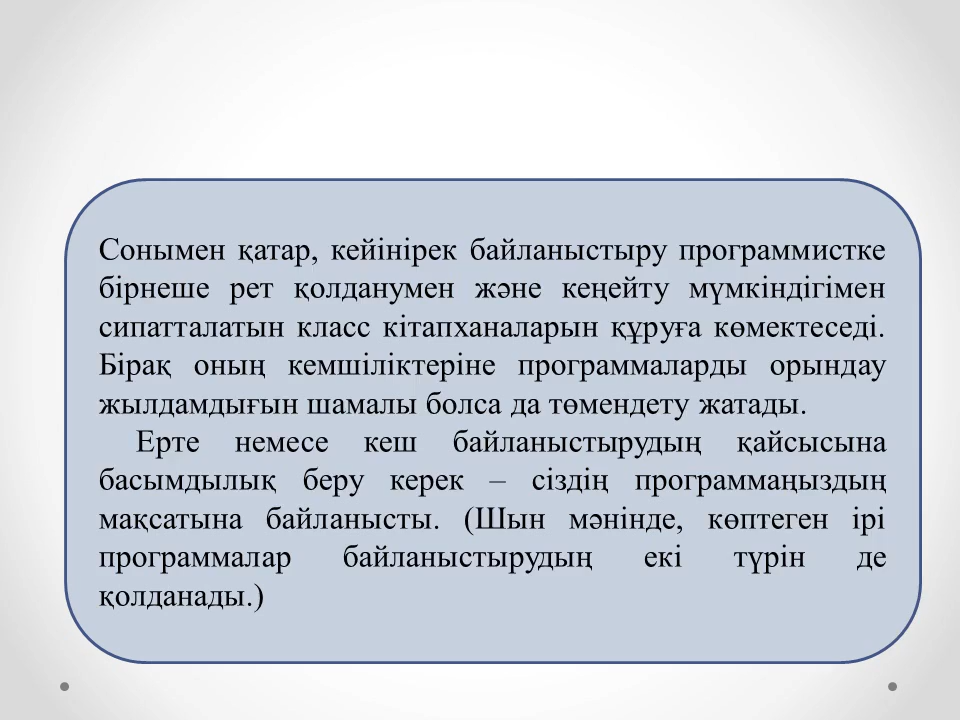 Сонымен қатар, кейінірек байланыстыру программистке
бірнеше рет қолданумен және кеңейту мүмкіндігімен
сипатталатын класс кітапханаларын құруға көмектеседі.
Бірақ оның кемшіліктеріне программаларды орындау
жылдамдығын шамалы болса да төмендету жатады.
Ерте немесе кеш байланыстырудың қайсысына
басымдылық беру керек – сіздің программаңыздың
мақсатына байланысты. (Шын мәнінде, көптеген ірі
программалар байланыстырудың екі түрін де
қолданады.)